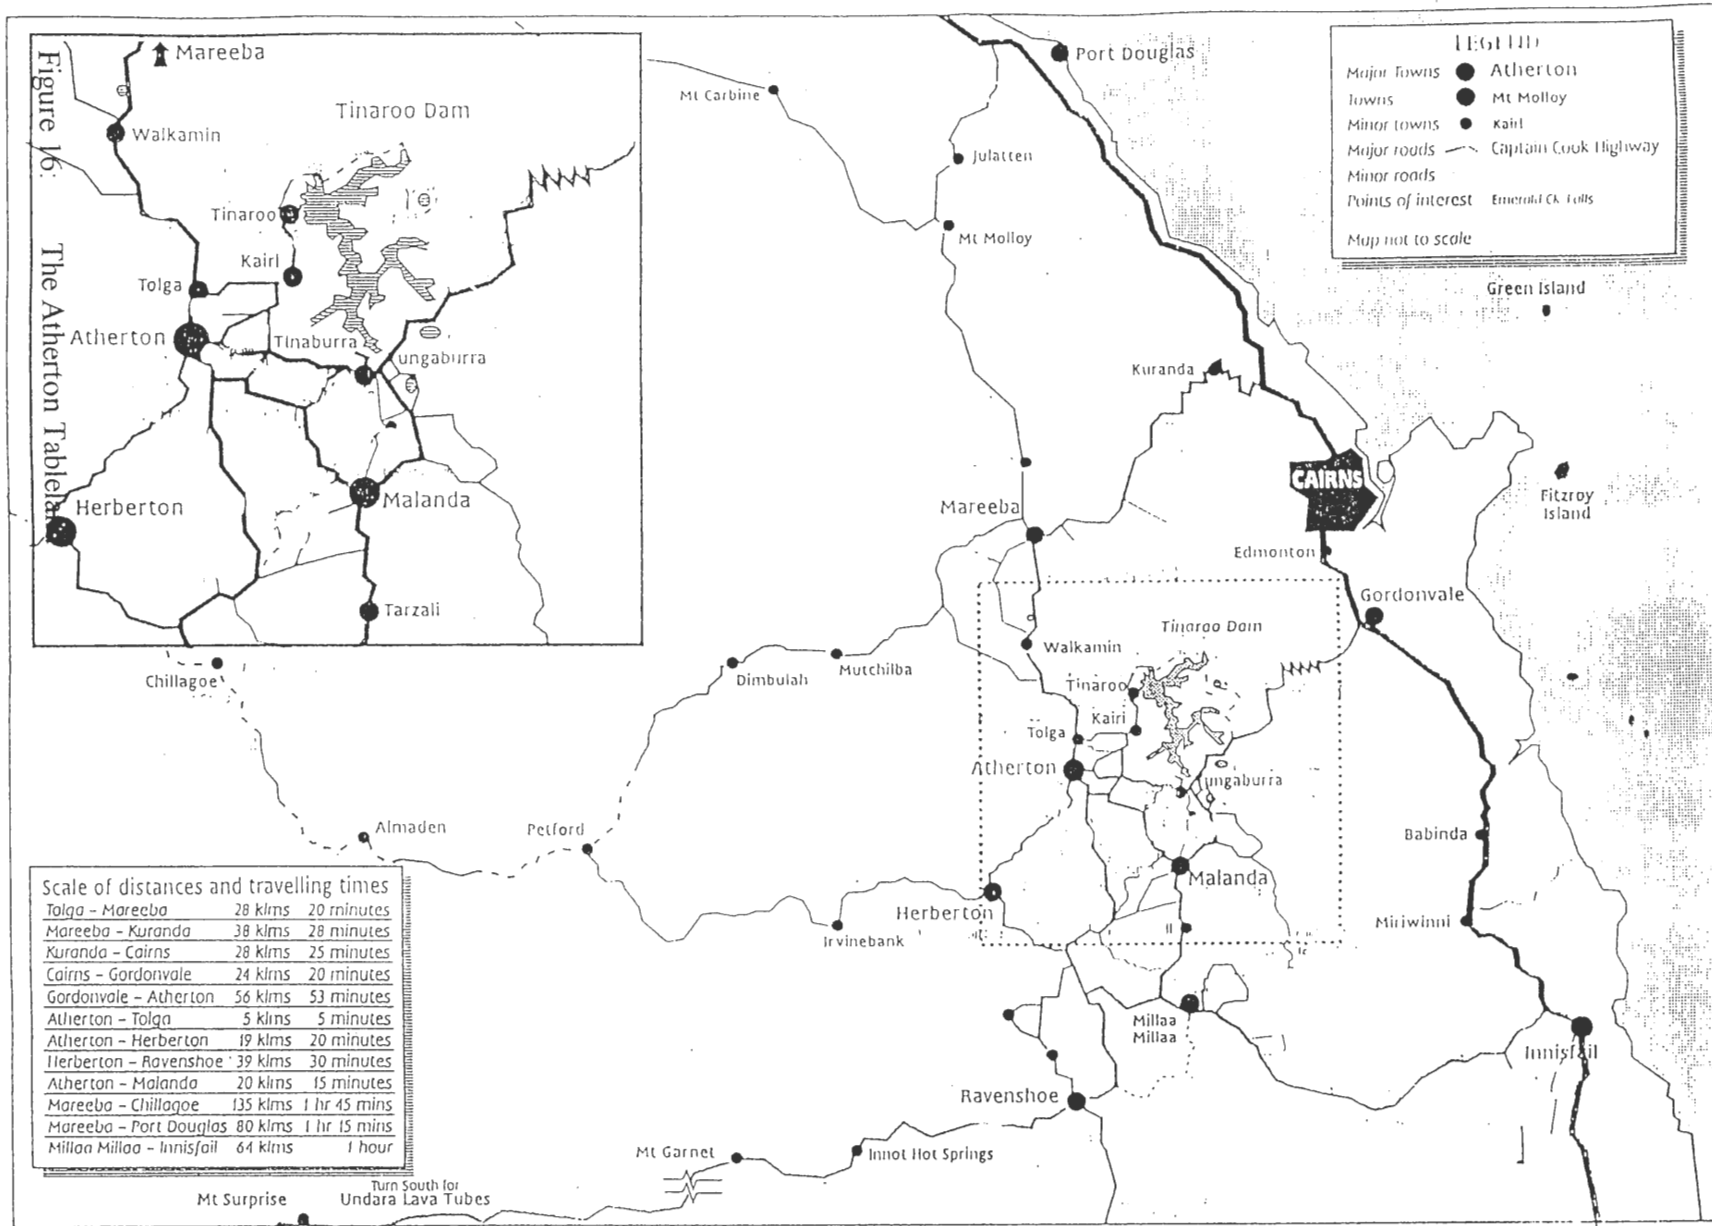 Figure 16: The Atherton Tablela
Mareeba
Tinaroo Dam
Walkamin
Tinaroo
Kairi
Tolga
Atherton
Tinaburra
ungaburra
Herberton
Malanda
Tarzali
LEGEND
Major Towns Atherton
Towns Mt Molloy
Minor towns Kairi
Major roads Captain Cook Highway
Minor roads
Points of interest Emerald Ck Falls
Map not to scale
Port Douglas
Mt Carbine
Julatten
Mt Molloy
Green Island
Kuranda
CAIRNS
Fitzroy
Island
Mareeba
Edmonton
Gordonvale
Tinaroo Dam
Walkamin
Chillagoe
Dimbulah
Mutchilba
Tinaroo
Kairi
Tolga
Atherton
ungaburra
Almaden
Petford
Babinda
Malanda
Herberton
Irvinebank
Miriwinni
Millaa
Millaa
Innisfail
Ravenshoe
Mt Garnet
Innot Hot Springs
Scale of distances and travelling times
Tolga - Mareeba 28 klms 20 minutes
Mareeba - Kuranda 38 klms 28 minutes
Kuranda - Cairns 28 klms 25 minutes
Cairns - Gordonvale 24 klms 20 minutes
Gordonvale - Atherton 56 klms 53 minutes
Atherton - Tolga 5 klms 5 minutes
Atherton - Herberton 19 klms 20 minutes
Herberton - Ravenshoe 39 klms 30 minutes
Atherton - Malanda 20 klms 15 minutes
Mareeba - Chillagoe 135 klms 1 hr 45 mins
Mareeba - Port Douglas 80 klms 1 hr 15 mins
Millaa Millaa - Innisfail 64 klms 1 hour
Turn South for
Mt Surprise Undara Lava Tubes